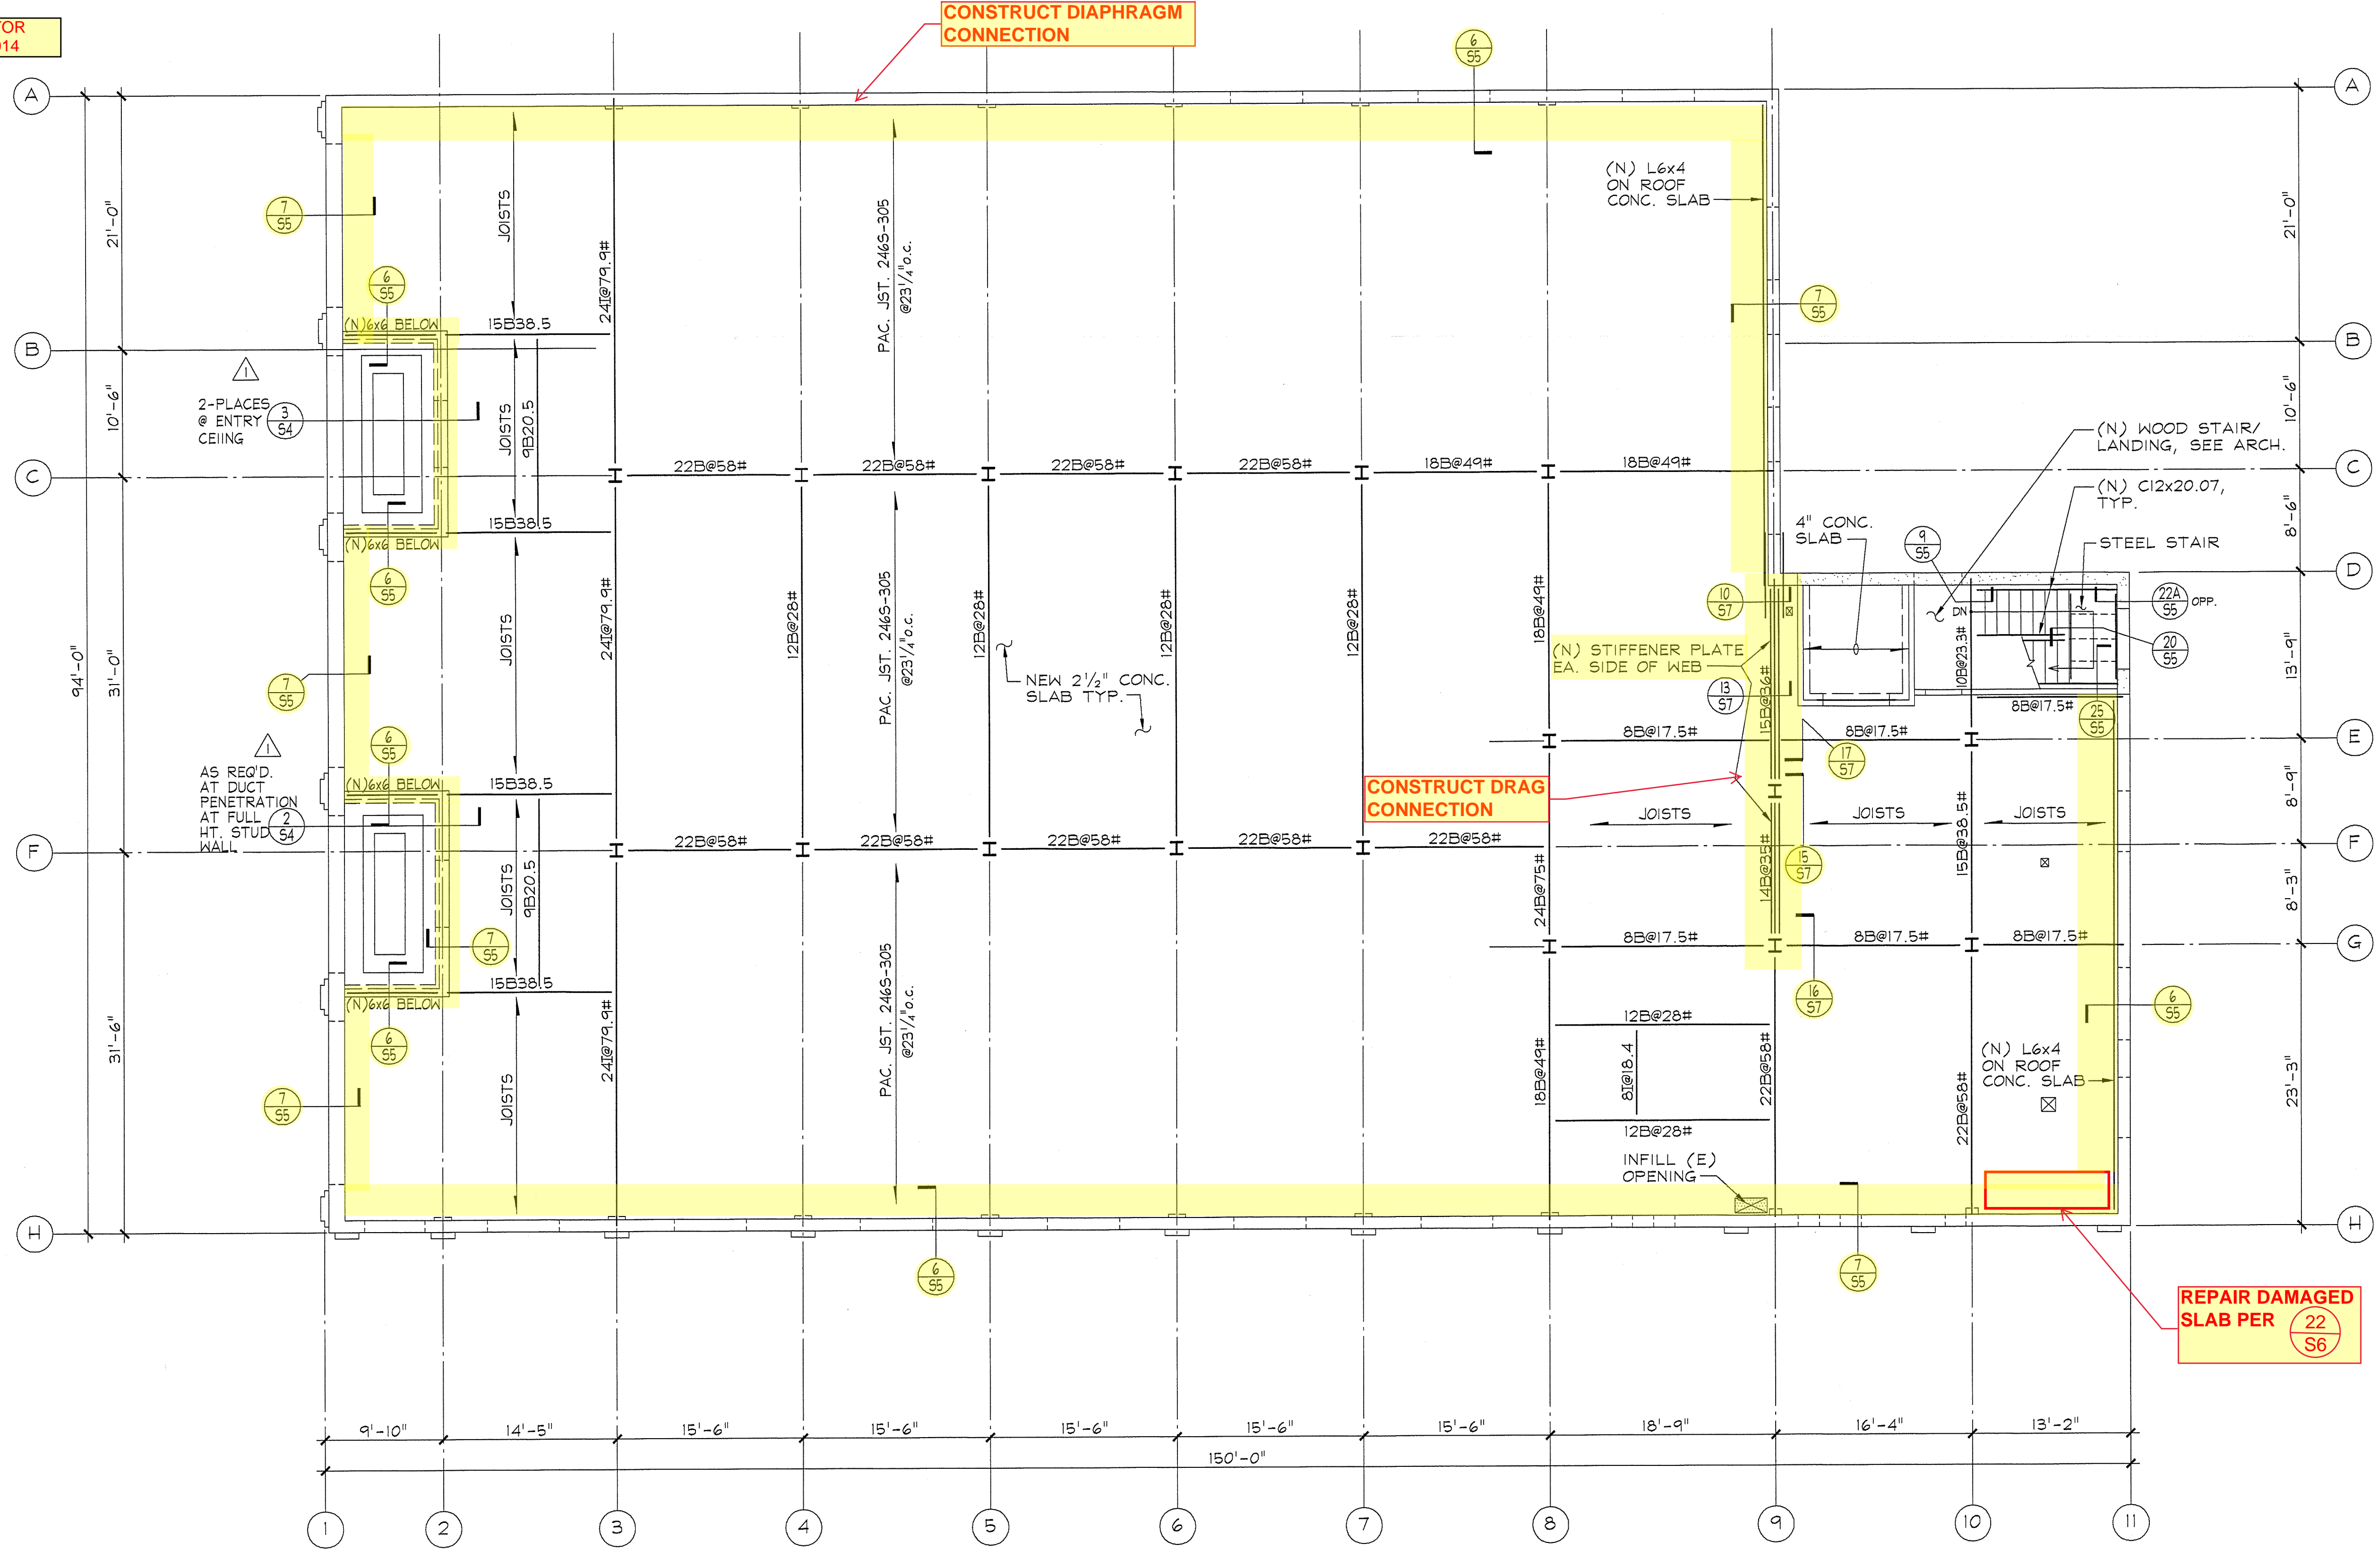 CONSTRUCT DIAPHRAGM
CONNECTION
TOR
014
6
S5
A
A
(N) L6x4
ON ROOF
CONC. SLAB
7
S5
JOISTS
PAC. JST. 246S-305
@23 1/4" o.c.
24I@79.9#
21'-0"
21'-0"
6
S5
7
S5
(N)6x6 BELOW
15B38.5
B
B
1
2-PLACES
@ ENTRY
CEIING
3
S4
JOISTS
9B20.5
10'-6"
10'-6"
(N) WOOD STAIR/
LANDING, SEE ARCH.
C
22B@58#
22B@58#
22B@58#
22B@58#
18B@49#
18B@49#
C
(N) C12x20.07,
TYP.
15B38.5
(N)6x6 BELOW
4" CONC.
SLAB
9
S5
STEEL STAIR
8'-6"
D
6
S5
10
S7
DN
22A
S5
OPP.
20
S5
94'-0"
31'-0"
JOISTS
24I@79.9#
12B@28#
PAC. JST. 246S-305
@23 1/4" o.c.
12B@28#
12B@28#
12B@28#
18B@49#
(N) STIFFENER PLATE
EA. SIDE OF WEB
15B@36#
10B@23.3#
13'-9"
7
S5
NEW 2 1/2" CONC.
SLAB TYP.
13
S7
8B@17.5#
25
S5
6
S5
8B@17.5#
8B@17.5#
E
1
17
S7
AS REQ'D.
AT DUCT
PENETRATION
AT FULL
HT. STUD
WALL
2
S4
(N)6x6 BELOW
15B38.5
CONSTRUCT DRAG
CONNECTION
8'-9"
JOISTS
JOISTS
JOISTS
F
22B@58#
22B@58#
22B@58#
22B@58#
22B@58#
F
15
S7
JOISTS
9B20.5
24B@75#
14B@35#
15B@38.5#
8'-3"
7
S5
8B@17.5#
8B@17.5#
8B@17.5#
G
15B38.5
(N)6x6 BELOW
16
S7
6
S5
6
S5
31'-6"
JOISTS
24I@79.9#
PAC. JST. 246S-305
@23 1/4" o.c.
12B@28#
18B@49#
8I@18.4
22B@58#
22B@58#
(N) L6x4
ON ROOF
CONC. SLAB
23'-3"
7
S5
12B@28#
INFILL (E)
OPENING
H
H
6
S5
7
S5
REPAIR DAMAGED
SLAB PER
22
S6
9'-10"
14'-5"
15'-6"
15'-6"
15'-6"
15'-6"
15'-6"
18'-9"
16'-4"
13'-2"
150'-0"
1
2
3
4
5
6
7
8
9
10
11